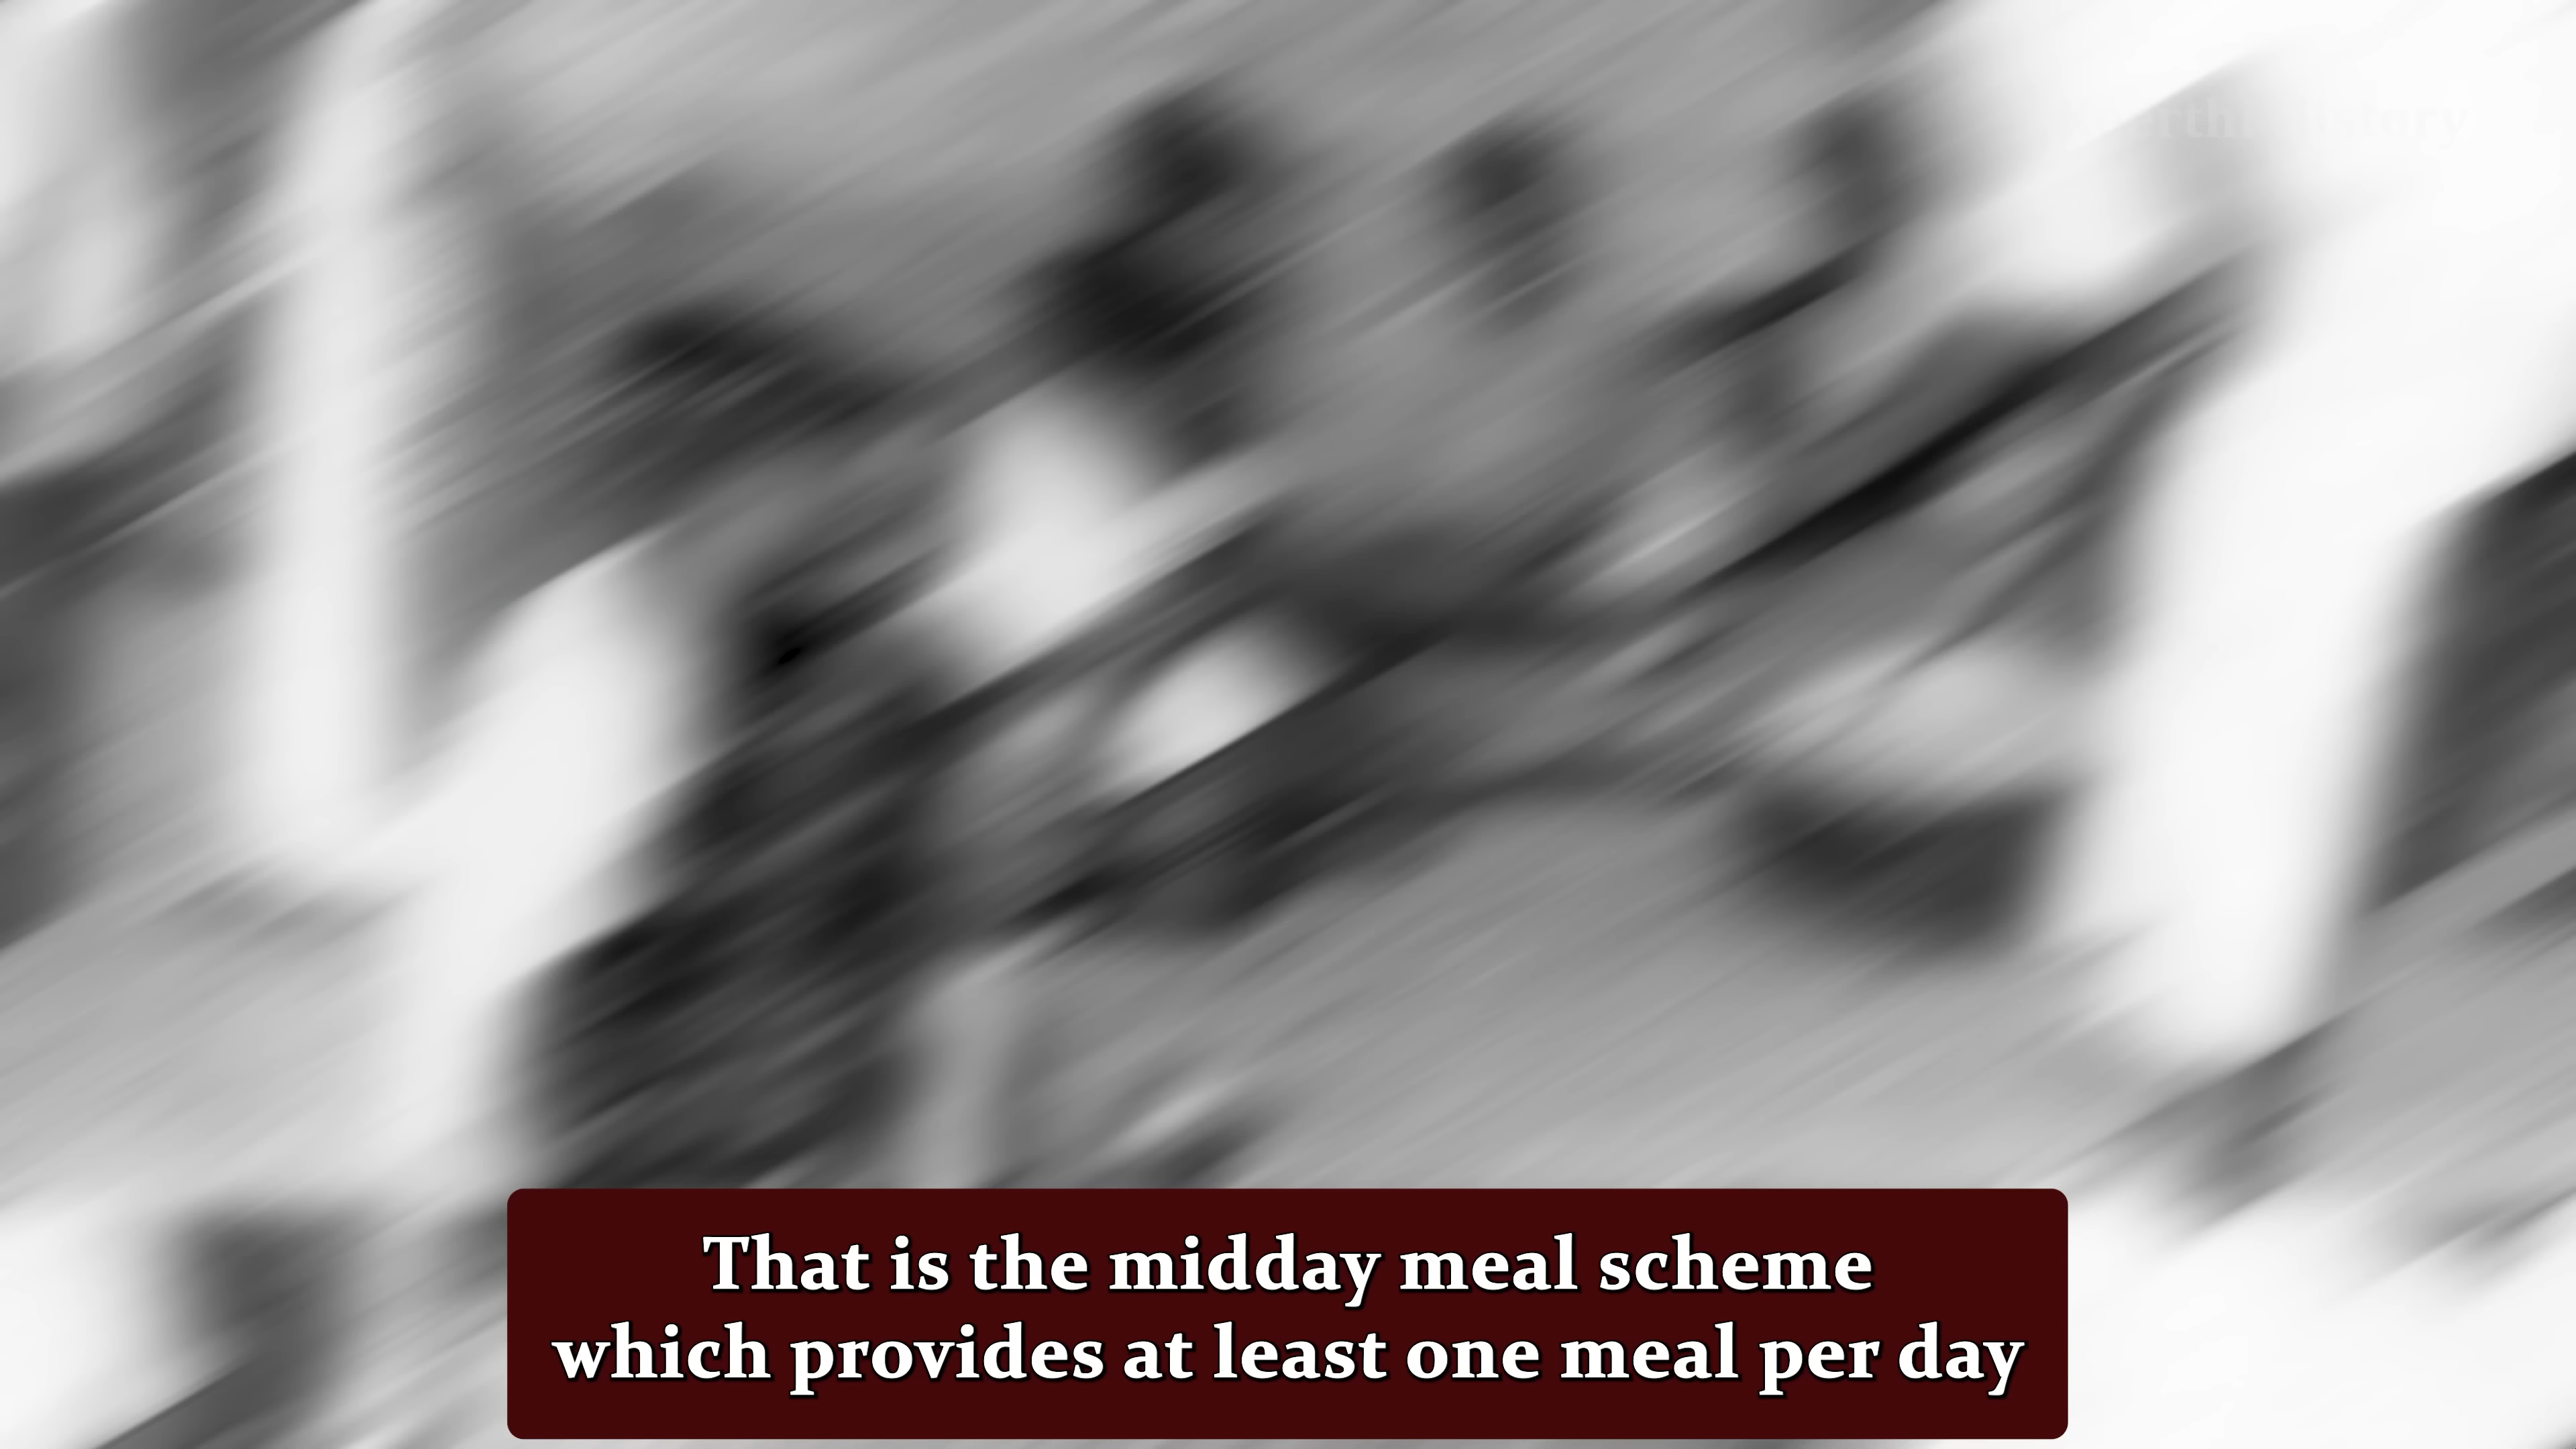 That is the midday meal scheme
which provides at least one meal per day